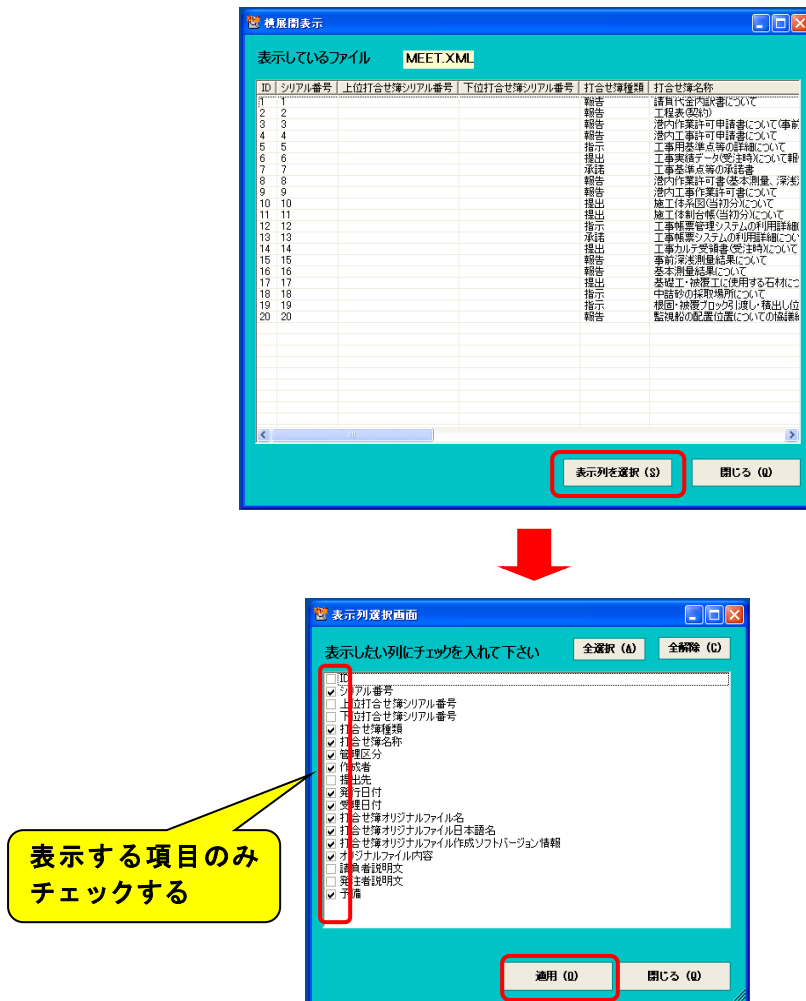 横展開表示
表示しているファイル MEET.XML
ID シリアル番号 上位打合せ簿シリアル番号 下位打合せ簿シリアル番号 打合せ簿種類 打合せ簿名称
1 1 報告 請負代金内訳書について
2 2 報告 工程表(契約)
3 3 報告 港内作業許可申請書について(事前
4 4 報告 港内工事許可申請書について
5 5 指示 工事用基準点等の詳細について
6 6 提出 工事実績データ(受注時)について報
7 7 承諾 工事基準点等の承諾書
8 8 報告 港内作業許可書(基本測量、深浅
9 9 報告 港内工事作業許可書について
10 10 提出 施工体系図(当初分)について
11 11 提出 施工体制台帳(当初分)について
12 12 指示 工事帳票管理システムの利用詳細(
13 13 承諾 工事帳票システムの利用詳細につい
14 14 提出 工事カルテ受領書(受注時)について
15 15 報告 事前深浅測量結果について
16 16 報告 基本測量結果について
17 17 提出 基礎工・被覆工に使用する石材につ
18 18 指示 中詰砂の採取場所について
19 19 指示 根固・被覆ブロック引渡し・積出し位
20 20 報告 監視船の配置位置についての協議
表示列を選択 (S) 閉じる (Q)
表示列選択画面
表示したい列にチェックを入れて下さい 全選択 (A) 全解除 (C)
ID
シリアル番号
上位打合せ簿シリアル番号
下位打合せ簿シリアル番号
打合せ簿種類
打合せ簿名称
管理区分
作成者
提出先
発行日付
受理日付
打合せ簿オリジナルファイル名
打合せ簿オリジナルファイル日本語名
打合せ簿オリジナルファイル作成ソフトバージョン情報
オリジナルファイル内容
請負者説明文
発注者説明文
予備
表示する項目のみ
チェックする
適用 (O) 閉じる (Q)